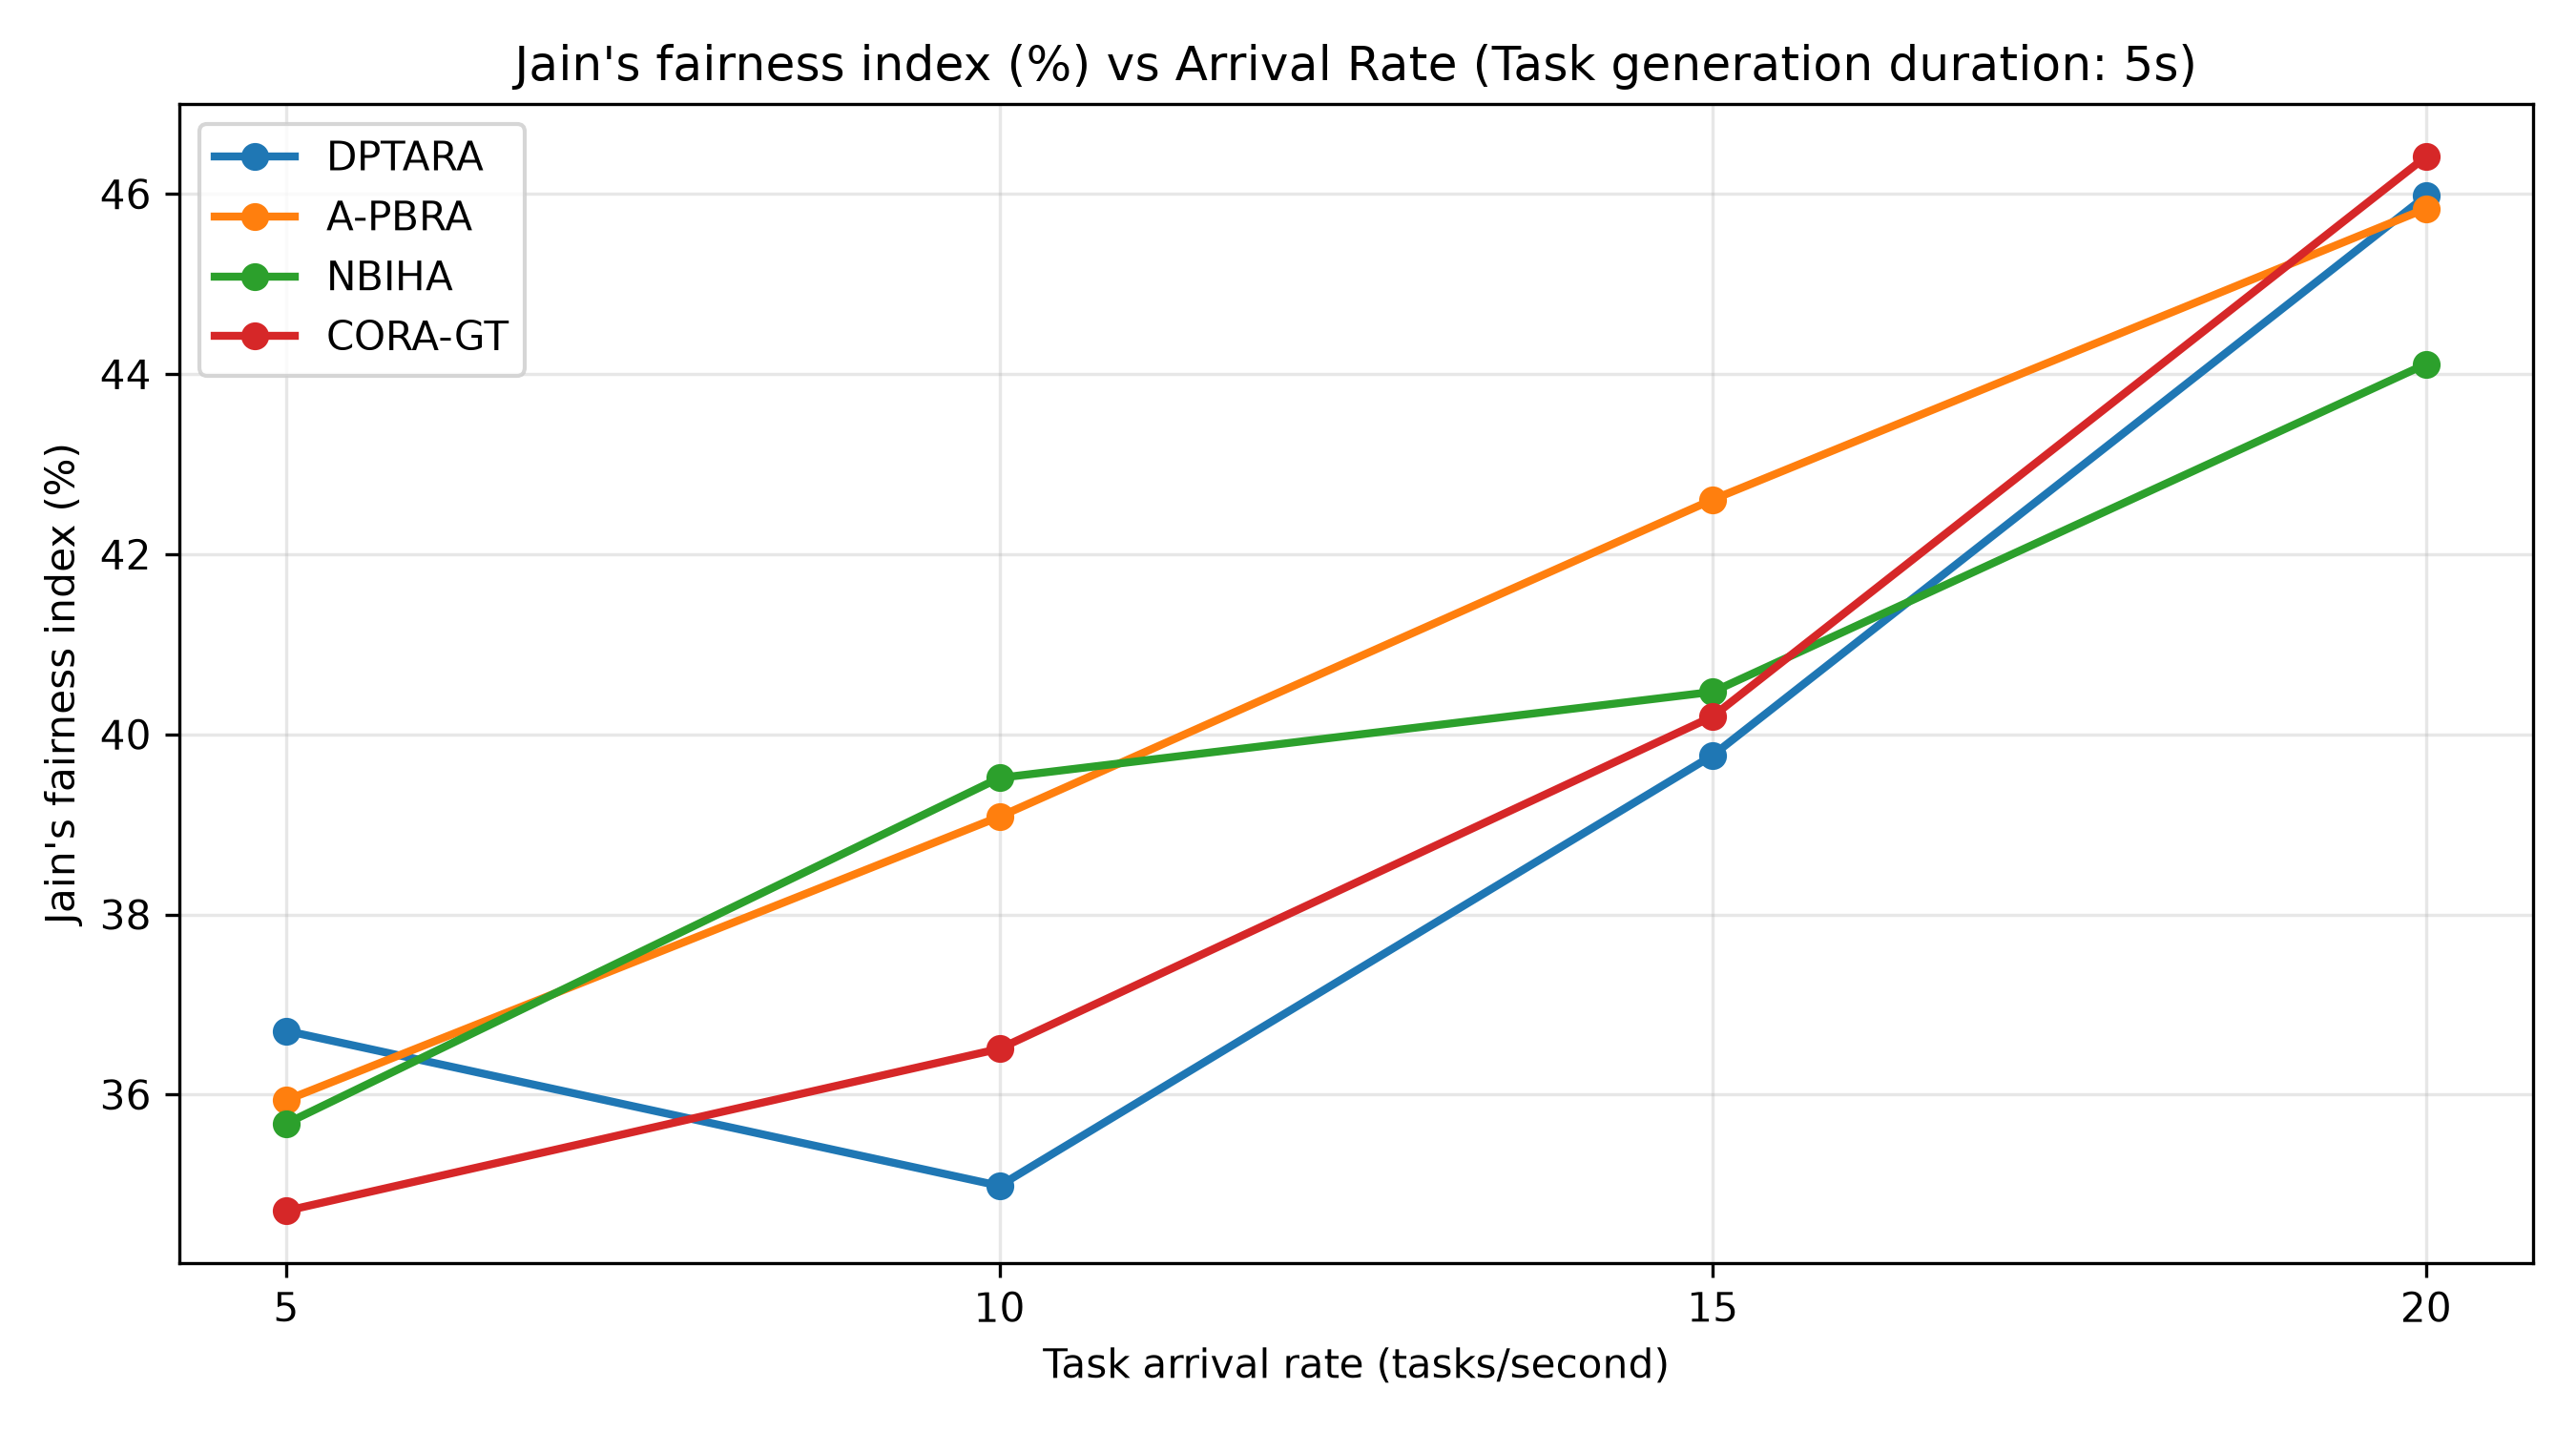 Jain's fairness index (%) vs Arrival Rate (Task generation duration: 5s)
DPTARA
A-PBRA
NBIHA
CORA-GT
Jain's fairness index (%)
46
44
42
40
38
36
5
10
15
20
Task arrival rate (tasks/second)